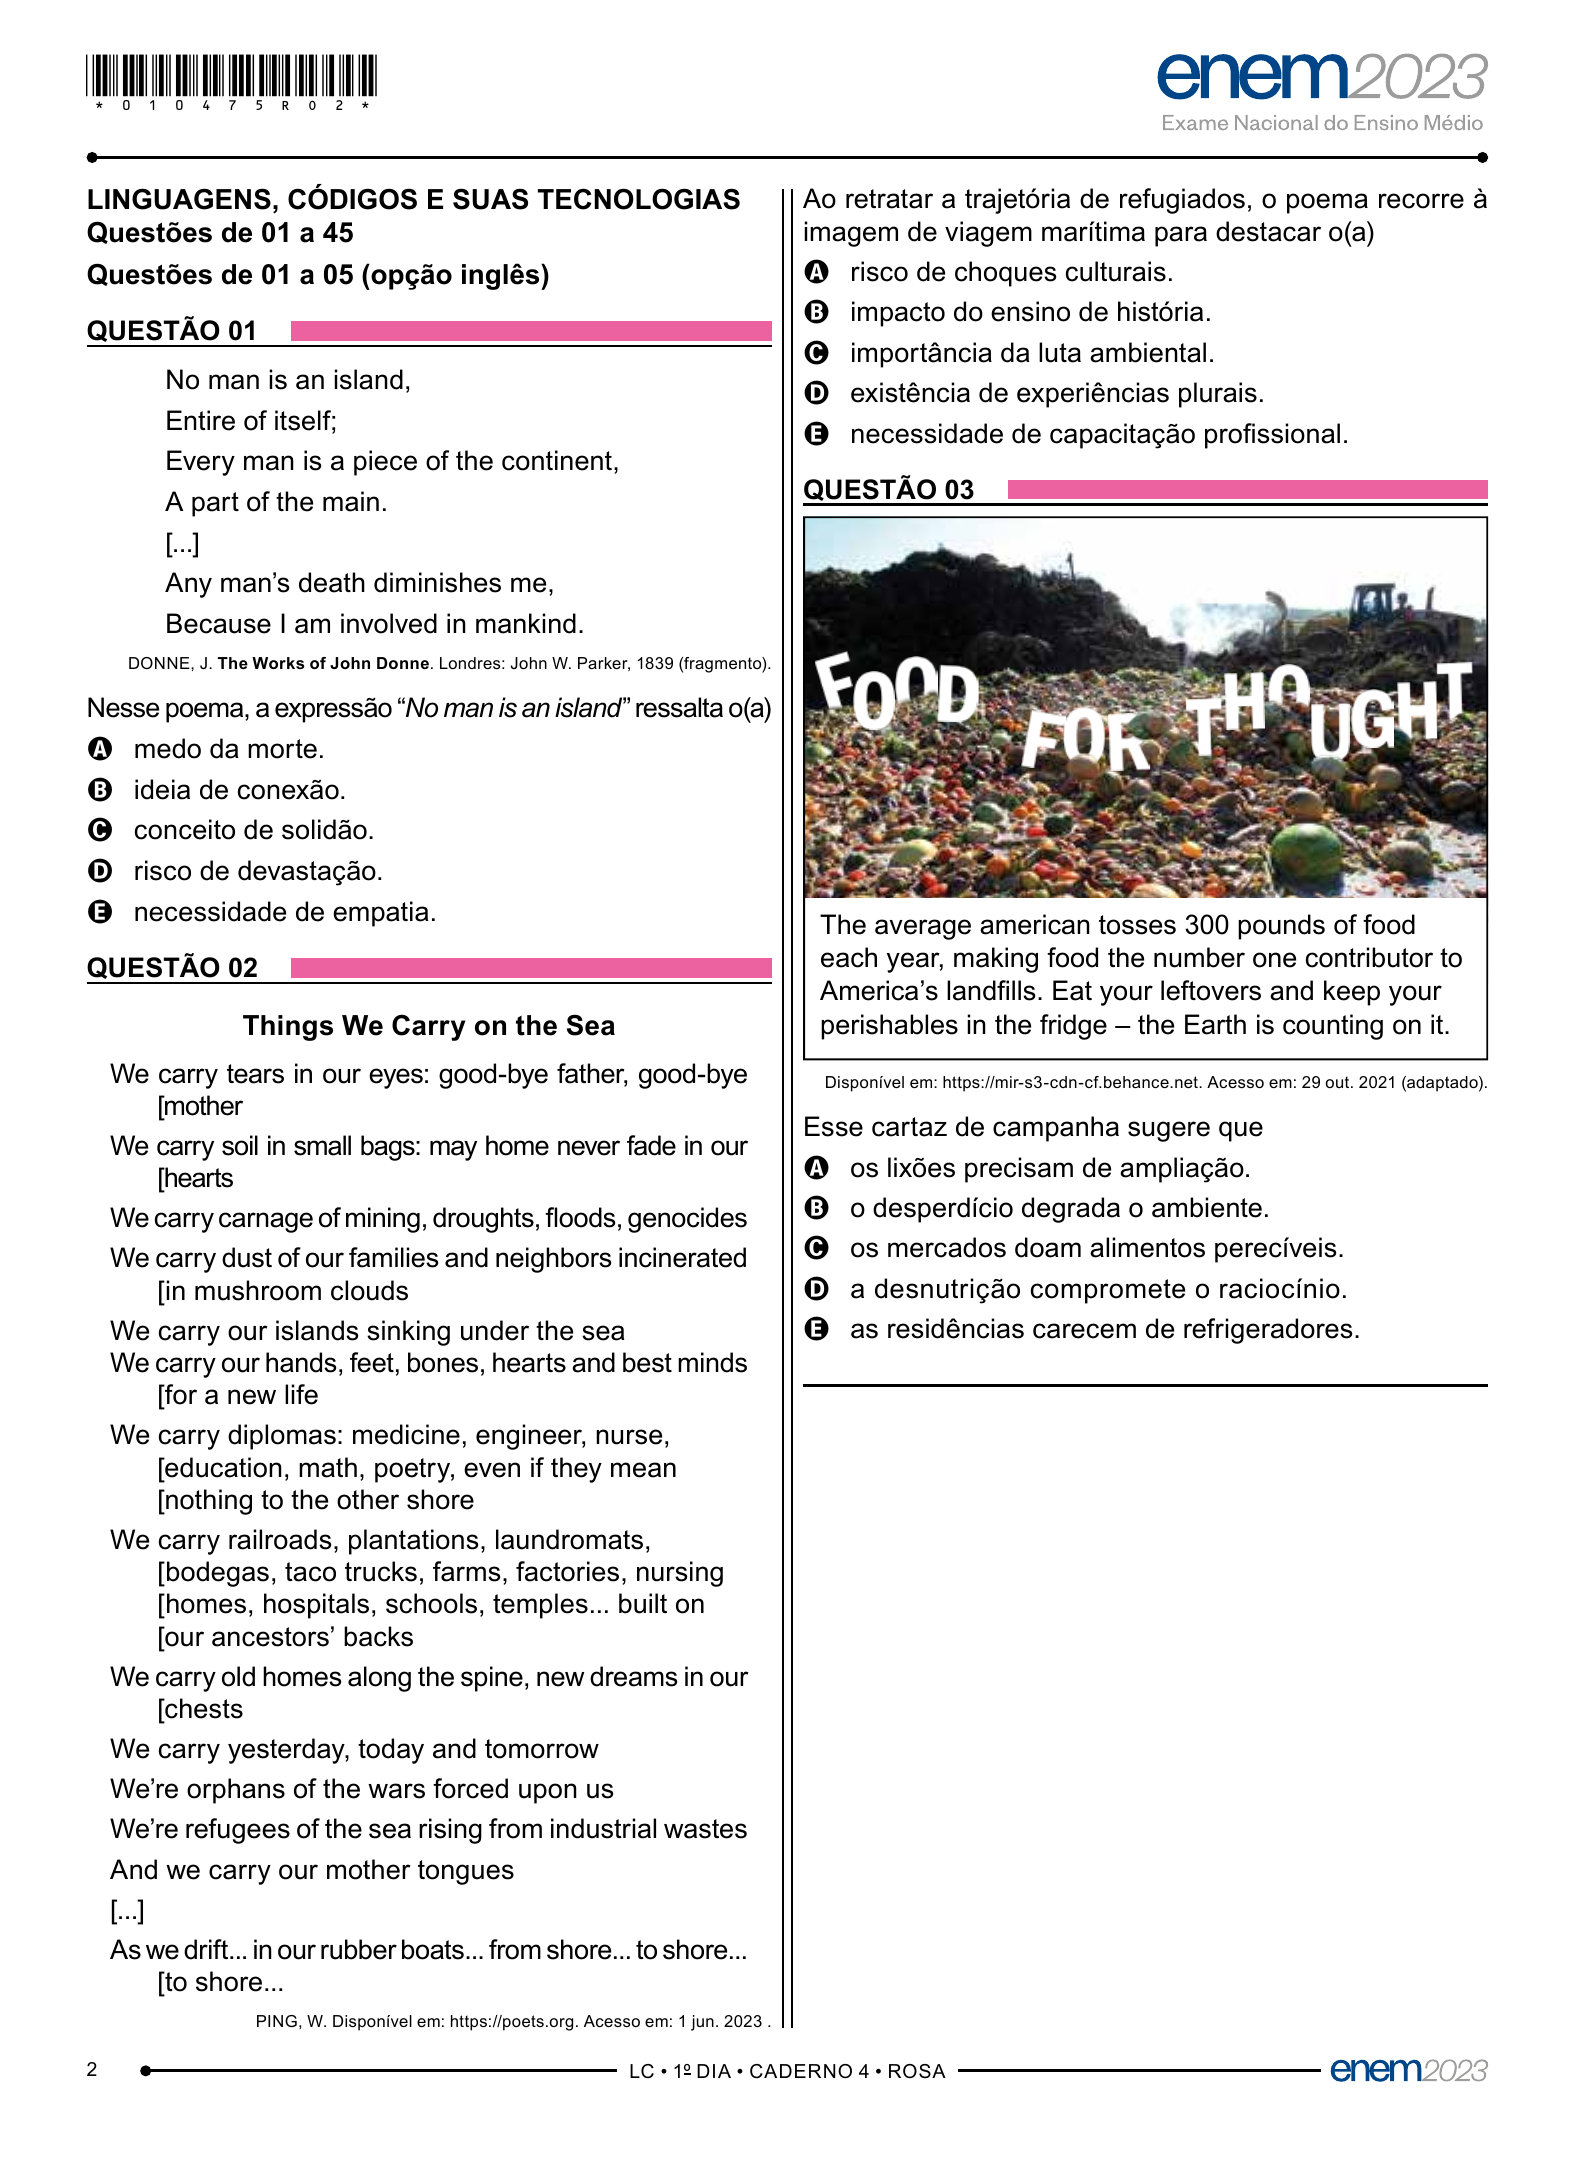 *010475R02*
enem2023
Exame Nacional do Ensino Médio
LINGUAGENS, CÓDIGOS E SUAS TECNOLOGIAS
Questões de 01 a 45
Questões de 01 a 05 (opção inglês)
QUESTÃO 01
No man is an island,
Entire of itself;
Every man is a piece of the continent,
A part of the main.
[...]
Any man’s death diminishes me,
Because I am involved in mankind.
DONNE, J. The Works of John Donne. Londres: John W. Parker, 1839 (fragmento).
Nesse poema, a expressão “No man is an island” ressalta o(a)
A medo da morte.
B ideia de conexão.
C conceito de solidão.
D risco de devastação.
E necessidade de empatia.
QUESTÃO 02
Things We Carry on the Sea
We carry tears in our eyes: good-bye father, good-bye
[mother
We carry soil in small bags: may home never fade in our
[hearts
We carry carnage of mining, droughts, floods, genocides
We carry dust of our families and neighbors incinerated
[in mushroom clouds
We carry our islands sinking under the sea
We carry our hands, feet, bones, hearts and best minds
[for a new life
We carry diplomas: medicine, engineer, nurse,
[education, math, poetry, even if they mean
[nothing to the other shore
We carry railroads, plantations, laundromats,
[bodegas, taco trucks, farms, factories, nursing
[homes, hospitals, schools, temples... built on
[our ancestors’ backs
We carry old homes along the spine, new dreams in our
[chests
We carry yesterday, today and tomorrow
We’re orphans of the wars forced upon us
We’re refugees of the sea rising from industrial wastes
And we carry our mother tongues
[...]
As we drift... in our rubber boats... from shore... to shore...
[to shore...
PING, W. Disponível em: https://poets.org. Acesso em: 1 jun. 2023 .
Ao retratar a trajetória de refugiados, o poema recorre à
imagem de viagem marítima para destacar o(a)
A risco de choques culturais.
B impacto do ensino de história.
C importância da luta ambiental.
D existência de experiências plurais.
E necessidade de capacitação profissional.
QUESTÃO 03
FOOD FOR THOUGHT
The average american tosses 300 pounds of food
each year, making food the number one contributor to
America’s landfills. Eat your leftovers and keep your
perishables in the fridge – the Earth is counting on it.
Disponível em: https://mir-s3-cdn-cf.behance.net. Acesso em: 29 out. 2021 (adaptado).
Esse cartaz de campanha sugere que
A os lixões precisam de ampliação.
B o desperdício degrada o ambiente.
C os mercados doam alimentos perecíveis.
D a desnutrição compromete o raciocínio.
E as residências carecem de refrigeradores.
2
LC • 1º DIA • CADERNO 4 • ROSA
enem2023